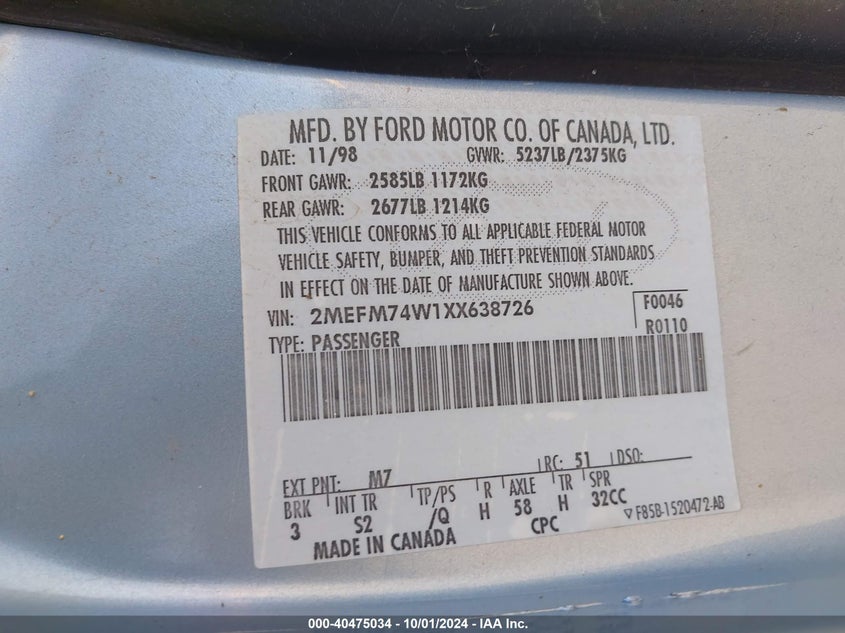 MFD. BY FORD MOTOR CO. OF CANADA, LTD.
DATE: 11/98 GVWR: 5237LB/2375KG
FRONT GAWR: 2585LB 1172KG
REAR GAWR: 2677LB 1214KG
THIS VEHICLE CONFORMS TO ALL APPLICABLE FEDERAL MOTOR
VEHICLE SAFETY, BUMPER, AND THEFT PREVENTION STANDARDS
IN EFFECT ON THE DATE OF MANUFACTURE SHOWN ABOVE.
VIN: 2MEFM74W1XX638726 F0046
TYPE: PASSENGER R0110
EXT PNT: M7 RC: 51 DSO:
BRK INT TR TP/PS R AXLE TR SPR
3 S2 /Q H 58 H 32CC
MADE IN CANADA CPC ▽F85B-1520472-AB
000-40475034 - 10/01/2024 - IAA Inc.